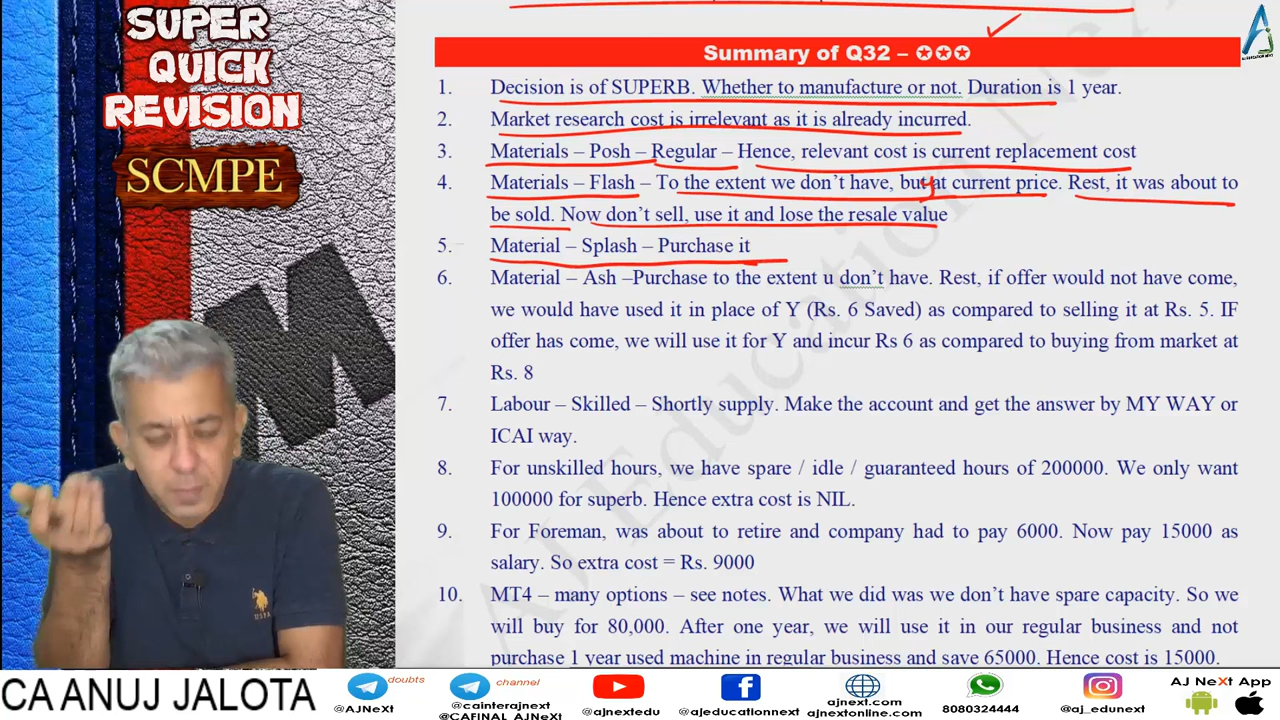 SUPER
QUICK
REVISION
SCMPE
Summary of Q32 – ✪✪✪
1. Decision is of SUPERB. Whether to manufacture or not. Duration is 1 year.
2. Market research cost is irrelevant as it is already incurred.
3. Materials – Posh – Regular – Hence, relevant cost is current replacement cost
4. Materials – Flash – To the extent we don't have, but at current price. Rest, it was about to
be sold. Now don't sell, use it and lose the resale value
5. Material – Splash – Purchase it
6. Material – Ash –Purchase to the extent u don't have. Rest, if offer would not have come,
we would have used it in place of Y (Rs. 6 Saved) as compared to selling it at Rs. 5. IF
offer has come, we will use it for Y and incur Rs 6 as compared to buying from market at
Rs. 8
7. Labour – Skilled – Shortly supply. Make the account and get the answer by MY WAY or
ICAI way.
8. For unskilled hours, we have spare / idle / guaranteed hours of 200000. We only want
100000 for superb. Hence extra cost is NIL.
9. For Foreman, was about to retire and company had to pay 6000. Now pay 15000 as
salary. So extra cost = Rs. 9000
10. MT4 – many options – see notes. What we did was we don't have spare capacity. So we
will buy for 80,000. After one year, we will use it in our regular business and not
purchase 1 year used machine in regular business and save 65000. Hence cost is 15000.
CA ANUJ JALOTA
doubts
@AJNeXt
channel
@cainterajnext
@CAFINAL_AJNeXt
@ajnextedu
@ajeducationnext
ajnext.com
ajnextonline.com
8080324444
@aj_edunext
AJ NeXt App